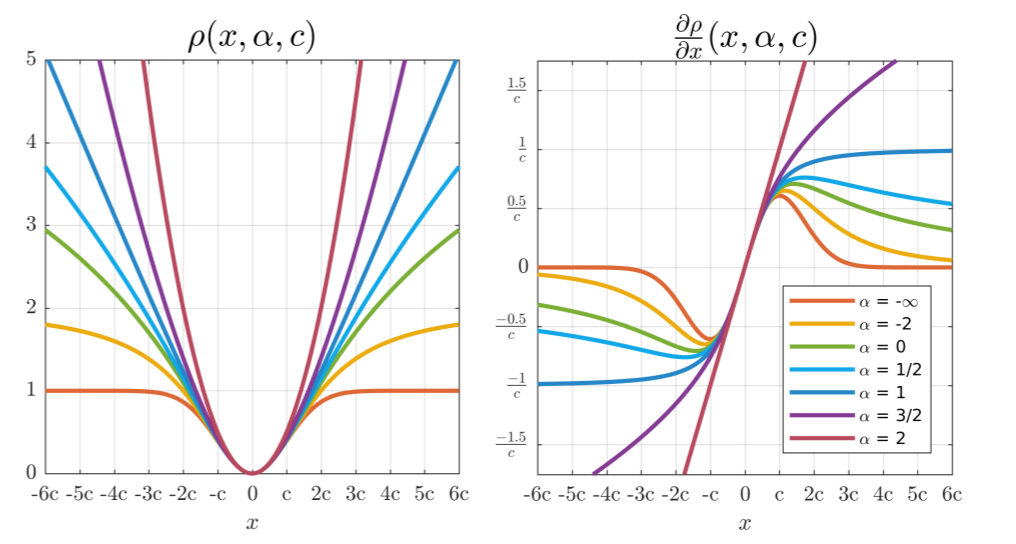 ρ(x, α, c)
5
4
3
2
1
0
-6c -5c -4c -3c -2c -c 0 c 2c 3c 4c 5c 6c
x
∂ρ/∂x (x, α, c)
1.5/c
1/c
0.5/c
0
-0.5/c
-1/c
-1.5/c
α = -∞
α = -2
α = 0
α = 1/2
α = 1
α = 3/2
α = 2
-6c -5c -4c -3c -2c -c 0 c 2c 3c 4c 5c 6c
x